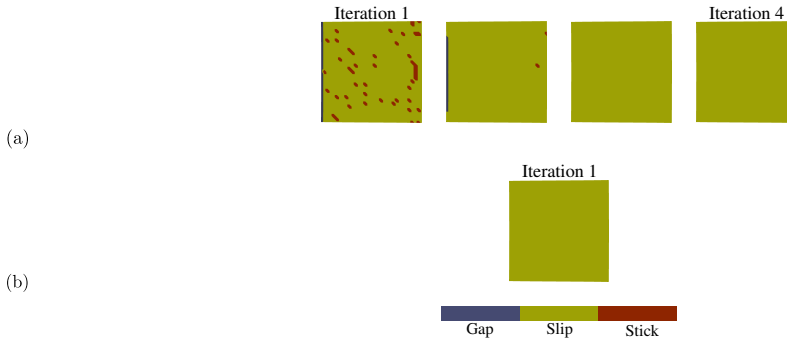 Iteration 1
Iteration 4
(a)
Iteration 1
(b)
Gap
Slip
Stick